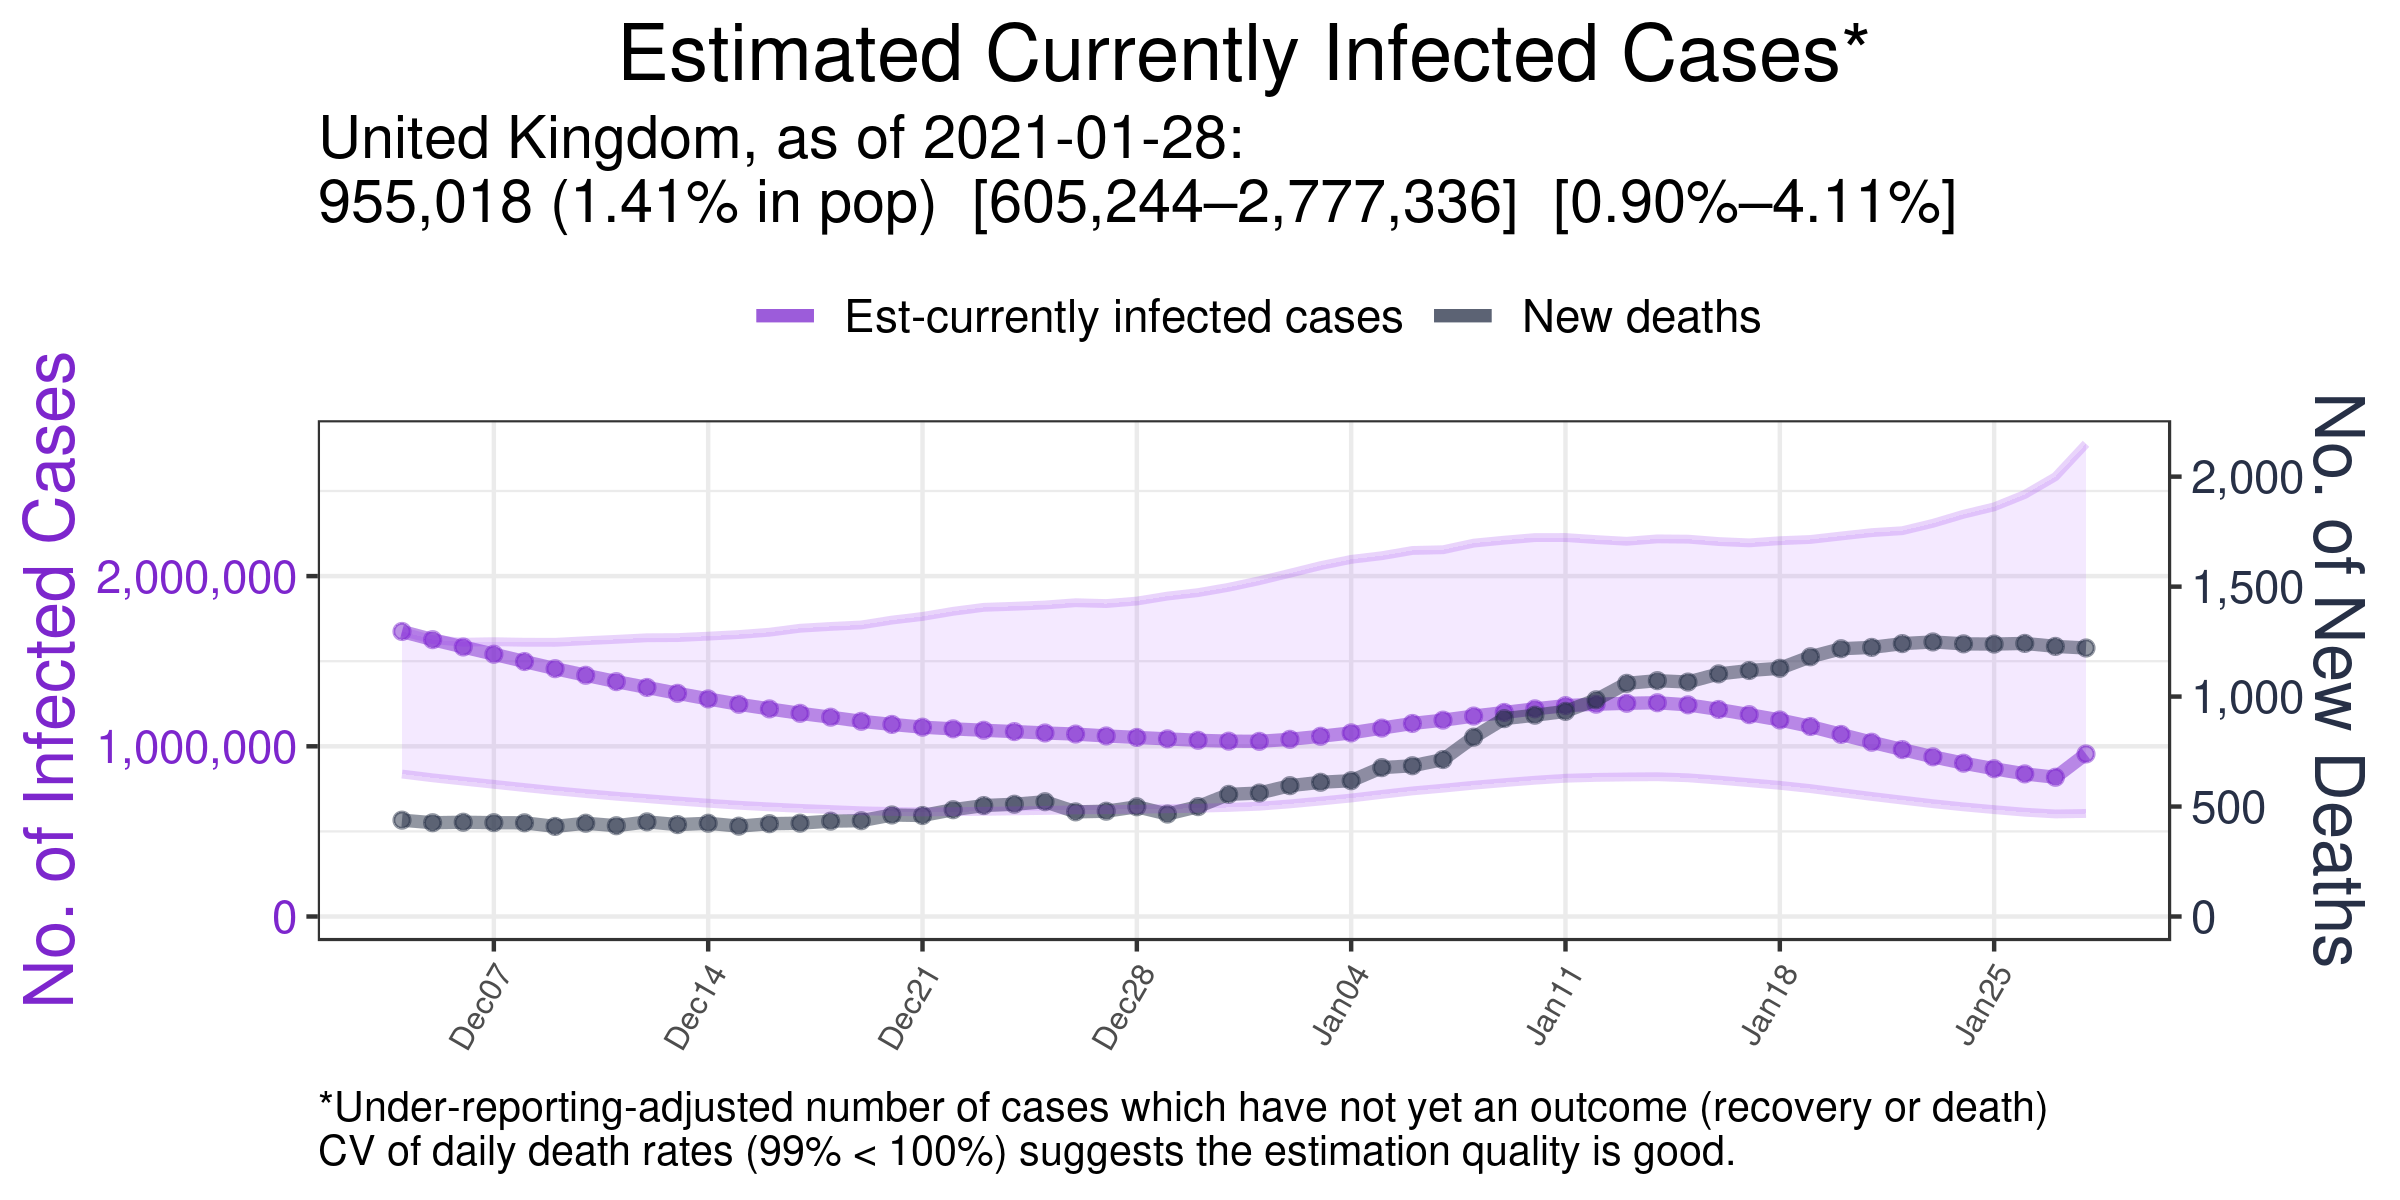 Estimated Currently Infected Cases*
United Kingdom, as of 2021-01-28:
955,018 (1.41% in pop)  [605,244–2,777,336]  [0.90%–4.11%]
Est-currently infected cases
New deaths
No. of Infected Cases
2,000,000
1,000,000
0
No. of New Deaths
2,000
1,500
1,000
500
0
Dec07
Dec14
Dec21
Dec28
Jan04
Jan11
Jan18
Jan25
*Under-reporting-adjusted number of cases which have not yet an outcome (recovery or death)
CV of daily death rates (99% < 100%) suggests the estimation quality is good.